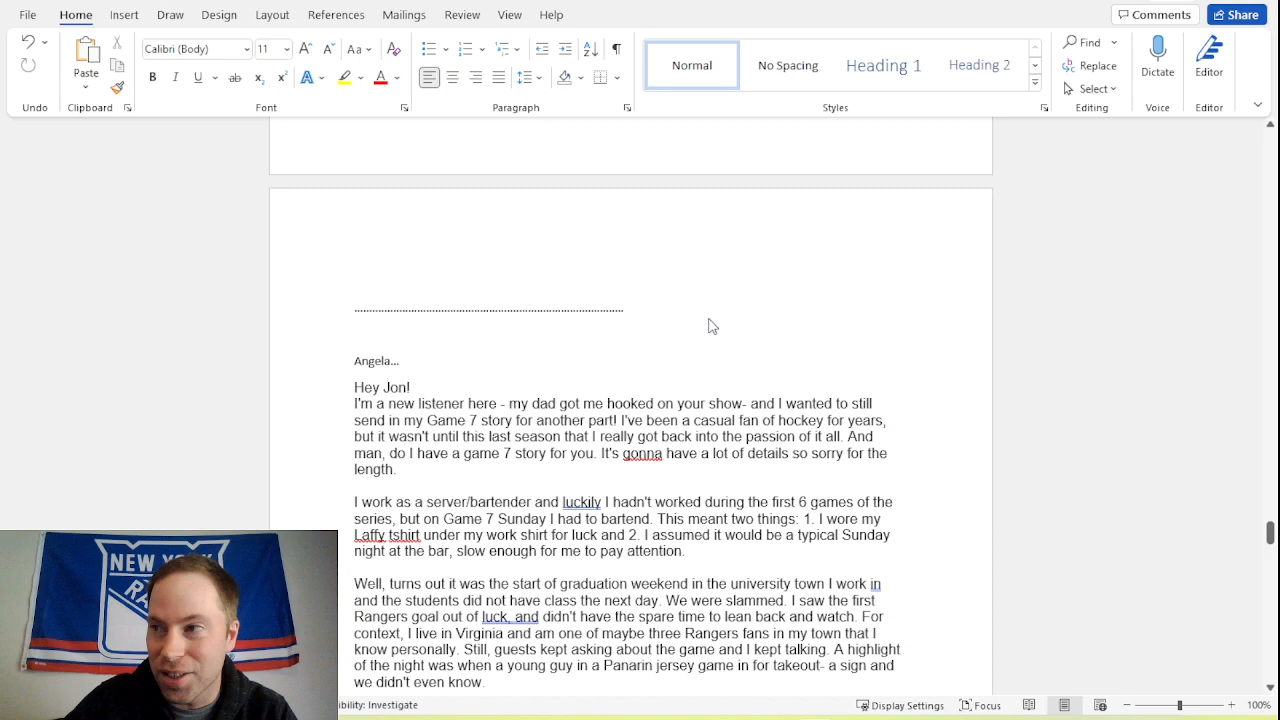 File Home Insert Draw Design Layout References Mailings Review View Help Comments Share
Calibri (Body) 11 Aa Find
Paste Normal No Spacing Heading 1 Heading 2 Replace Dictate Editor
B I U ab x₂ x² A A Select
Undo Clipboard Font Paragraph Styles Editing Voice Editor
Angela...
Hey Jon!
I'm a new listener here - my dad got me hooked on your show- and I wanted to still
send in my Game 7 story for another part! I've been a casual fan of hockey for years,
but it wasn't until this last season that I really got back into the passion of it all. And
man, do I have a game 7 story for you. It's gonna have a lot of details so sorry for the
length.
I work as a server/bartender and luckily I hadn't worked during the first 6 games of the
series, but on Game 7 Sunday I had to bartend. This meant two things: 1. I wore my
Laffy tshirt under my work shirt for luck and 2. I assumed it would be a typical Sunday
night at the bar, slow enough for me to pay attention.
Well, turns out it was the start of graduation weekend in the university town I work in
and the students did not have class the next day. We were slammed. I saw the first
Rangers goal out of luck, and didn't have the spare time to lean back and watch. For
context, I live in Virginia and am one of maybe three Rangers fans in my town that I
know personally. Still, guests kept asking about the game and I kept talking. A highlight
of the night was when a young guy in a Panarin jersey game in for takeout- a sign and
we didn't even know.
NEW YORK
ibility: Investigate Display Settings Focus 100%